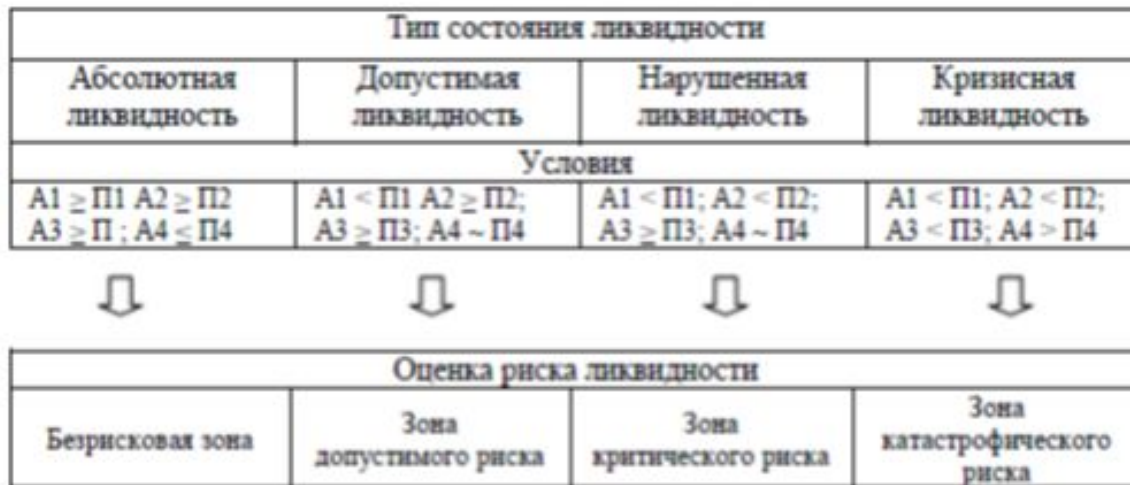 Тип состояния ликвидности
Абсолютная
ликвидность
Допустимая
ликвидность
Нарушенная
ликвидность
Кризисная
ликвидность
Условия
А1 ≥ П1 А2 ≥ П2
А3 ≥ П ; А4 ≤ П4
А1 < П1 А2 ≥ П2;
А3 ≥ П3; А4 ~ П4
А1 < П1; А2 < П2;
А3 ≥ П3; А4 ~ П4
А1 < П1; А2 < П2;
А3 < П3; А4 > П4
Оценка риска ликвидности
Безрисковая зона
Зона
допустимого риска
Зона
критического риска
Зона
катастрофического
риска